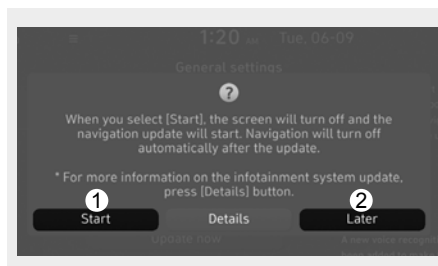 1:20 AM Tue, 06-09
General settings
?
When you select [Start], the screen will turn off and the
navigation update will start. Navigation will turn off
automatically after the update.
* For more information on the infotainment system update,
press [Details] button.
1 2
Start Details Later
Update now
A new voice recogni